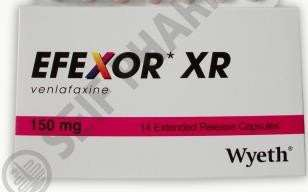 EFEXOR* XR
venlafaxine
150 mg
14 Extended Release Capsules
Wyeth®